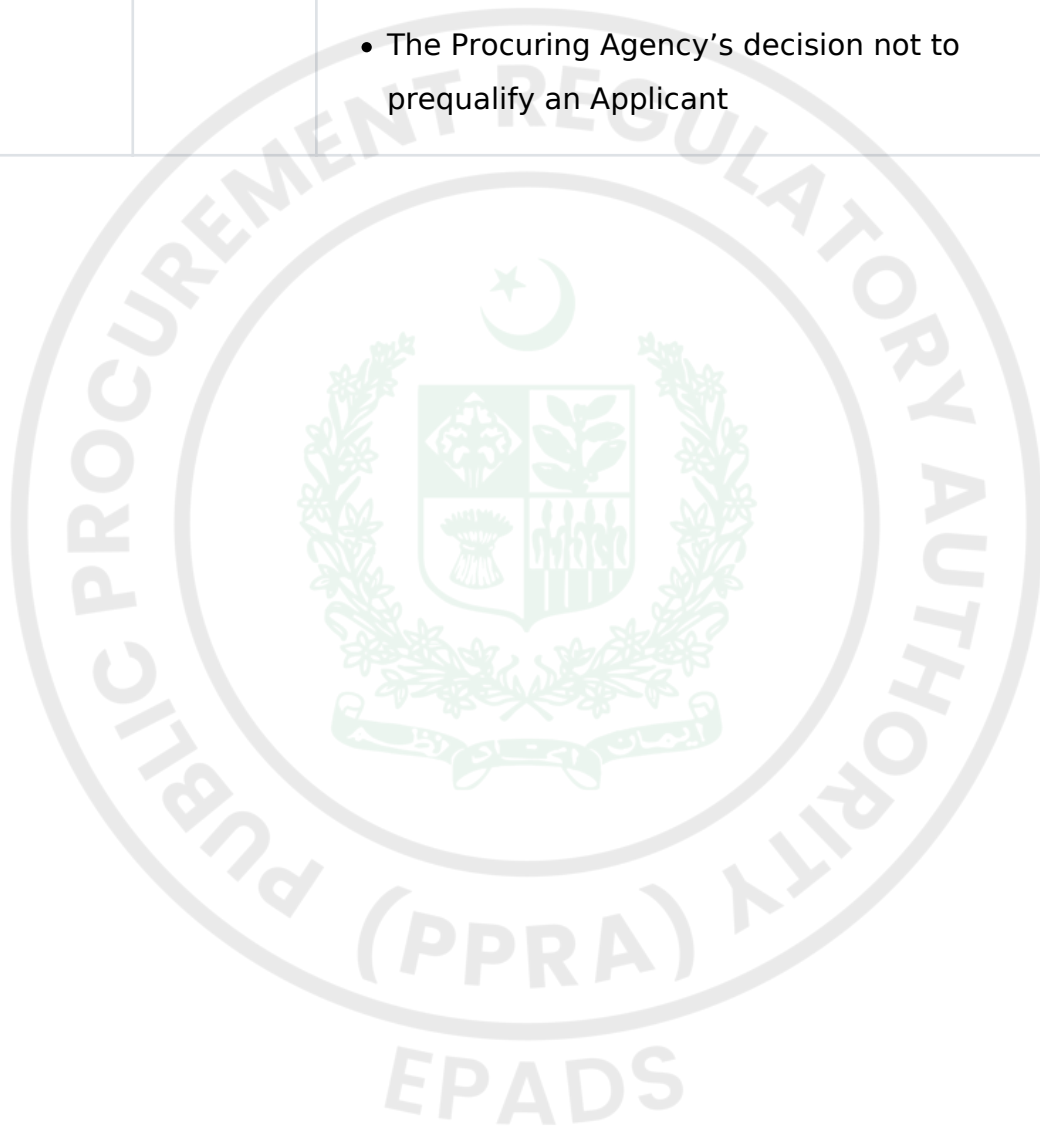 • The Procuring Agency’s decision not to
prequalify an Applicant
PUBLIC PROCUREMENT REGULATORY AUTHORITY
(PPRA)
EPADS